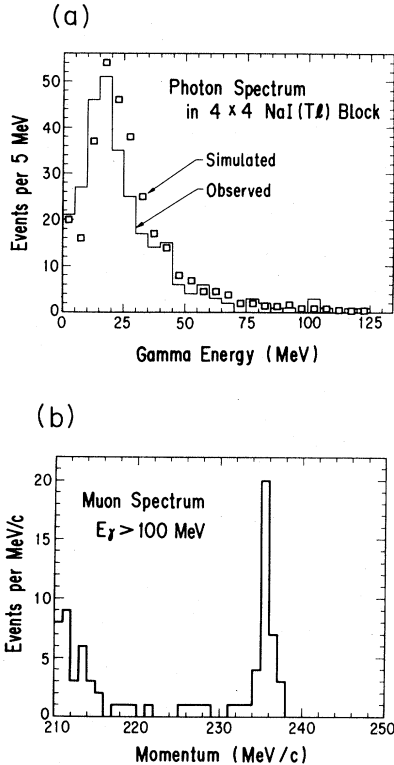 (a)
Photon Spectrum
in 4 x 4 NaI (Tℓ) Block
Simulated
Observed
Events per 5 MeV
50
40
30
20
10
0
0 25 50 75 100 125
Gamma Energy (MeV)
(b)
Muon Spectrum
Eγ > 100 MeV
Events per MeV/c
20
15
10
5
0
210 220 230 240 250
Momentum (MeV/c)